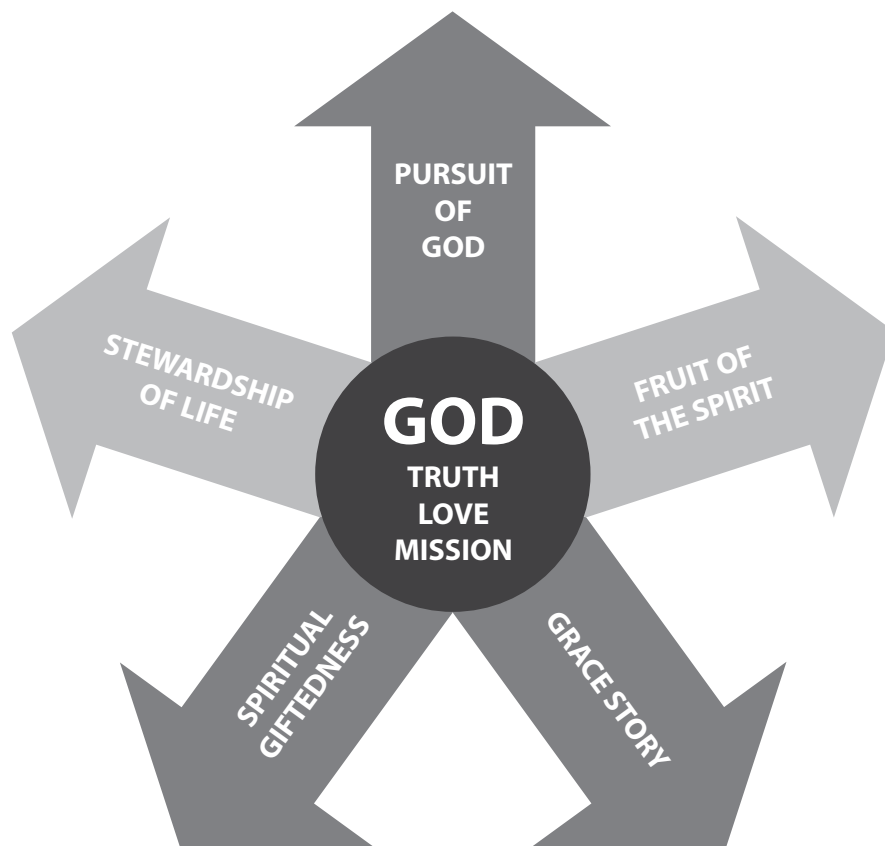 PURSUIT
OF
GOD
STEWARDSHIP
OF LIFE
FRUIT OF
THE SPIRIT
GOD
TRUTH
LOVE
MISSION
SPIRITUAL
GIFTEDNESS
GRACE STORY